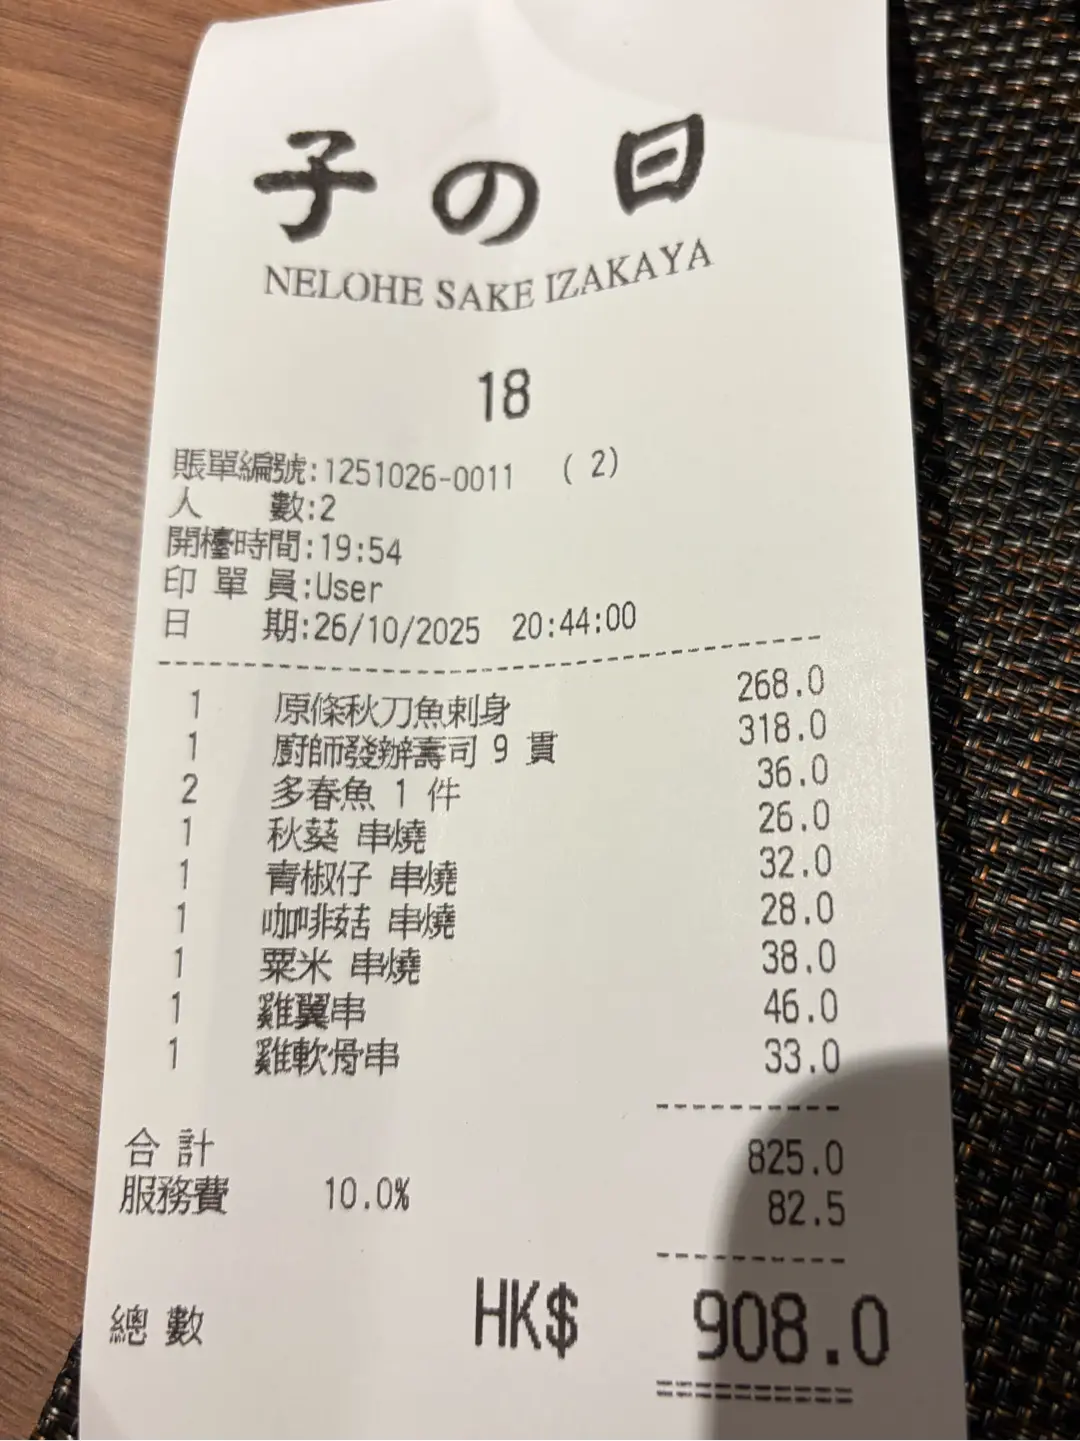 子の日
NELOHE SAKE IZAKAYA
18
賬單編號:1251026-0011 (2)
人 數:2
開檯時間:19:54
印單員:User
日 期:26/10/2025 20:44:00
1 原條秋刀魚刺身 268.0
1 廚師發辦壽司 9 貫 318.0
2 多春魚 1 件 36.0
1 秋葵 串燒 26.0
1 青椒仔 串燒 32.0
1 咖啡菇 串燒 28.0
1 粟米 串燒 38.0
1 雞翼串 46.0
1 雞軟骨串 33.0
合計 825.0
服務費 10.0% 82.5
總數 HK$ 908.0